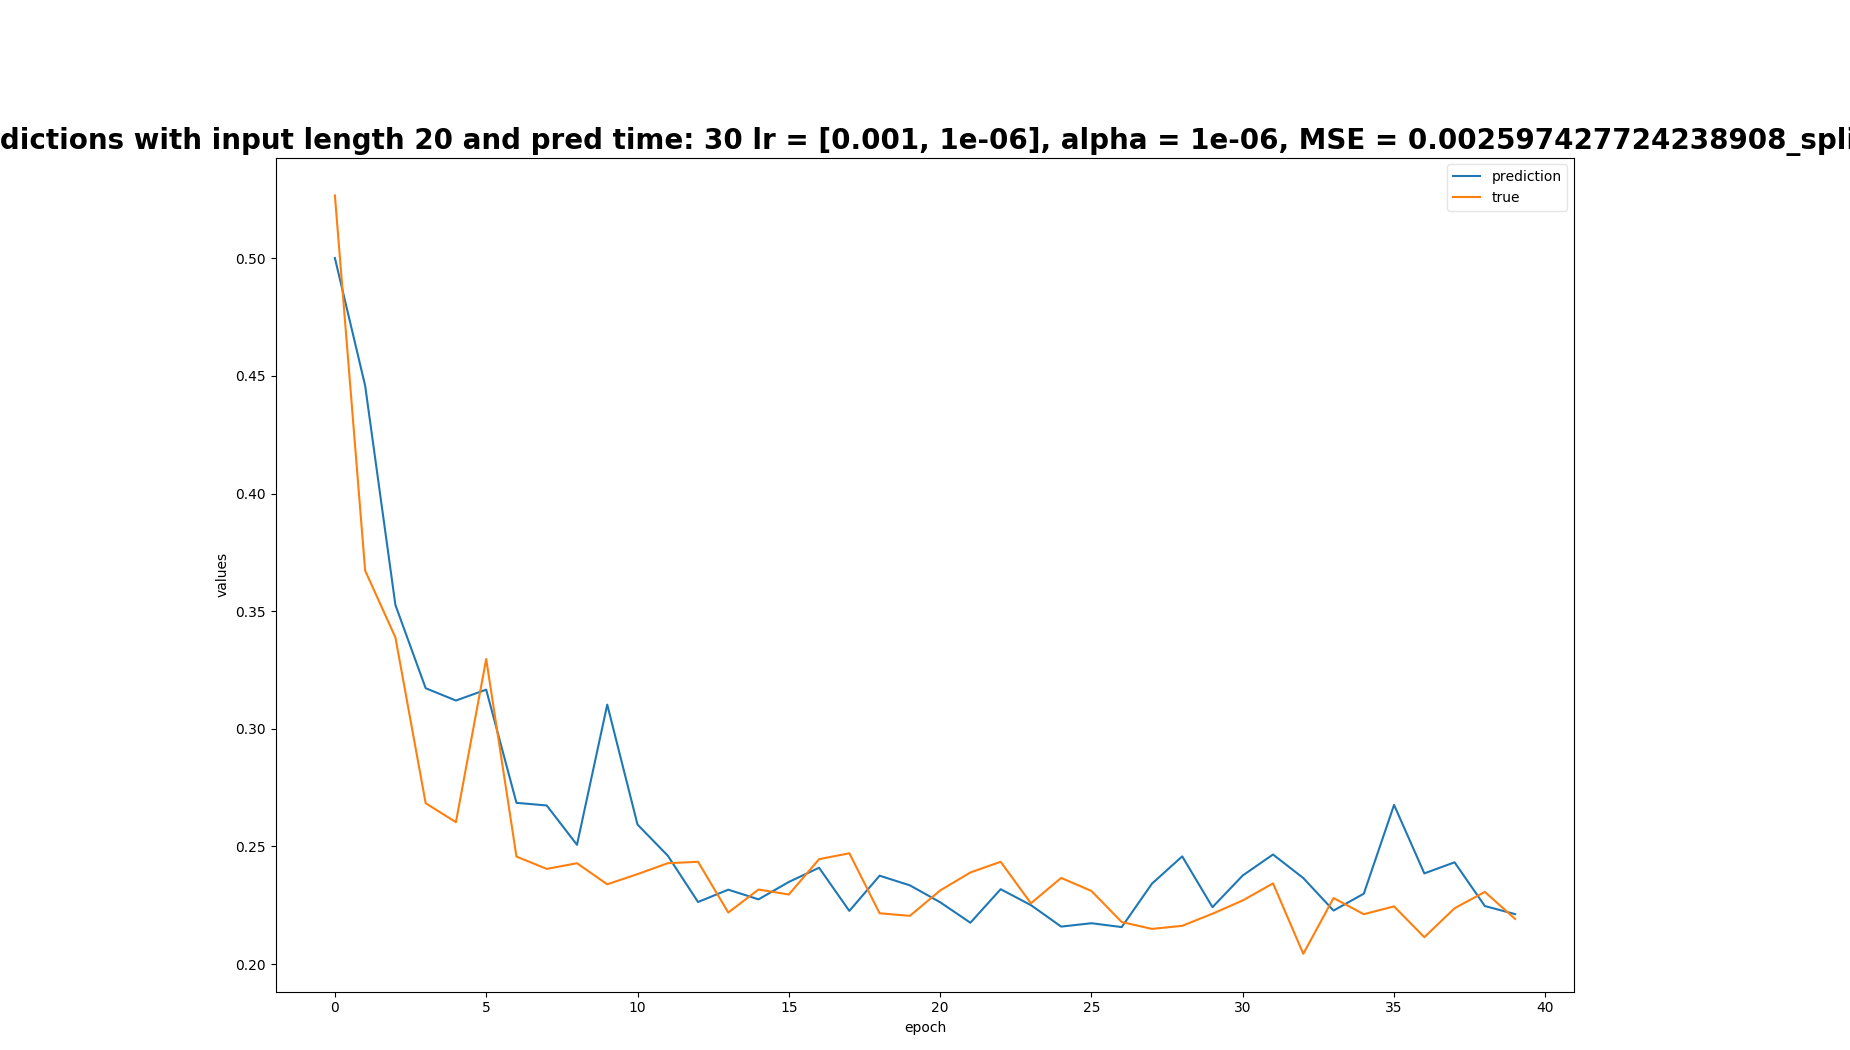 dictions with input length 20 and pred time: 30 lr = [0.001, 1e-06], alpha = 1e-06, MSE = 0.002597427724238908_spli
prediction
true
0.50
0.45
0.40
0.35
0.30
0.25
0.20
values
0 5 10 15 20 25 30 35 40
epoch